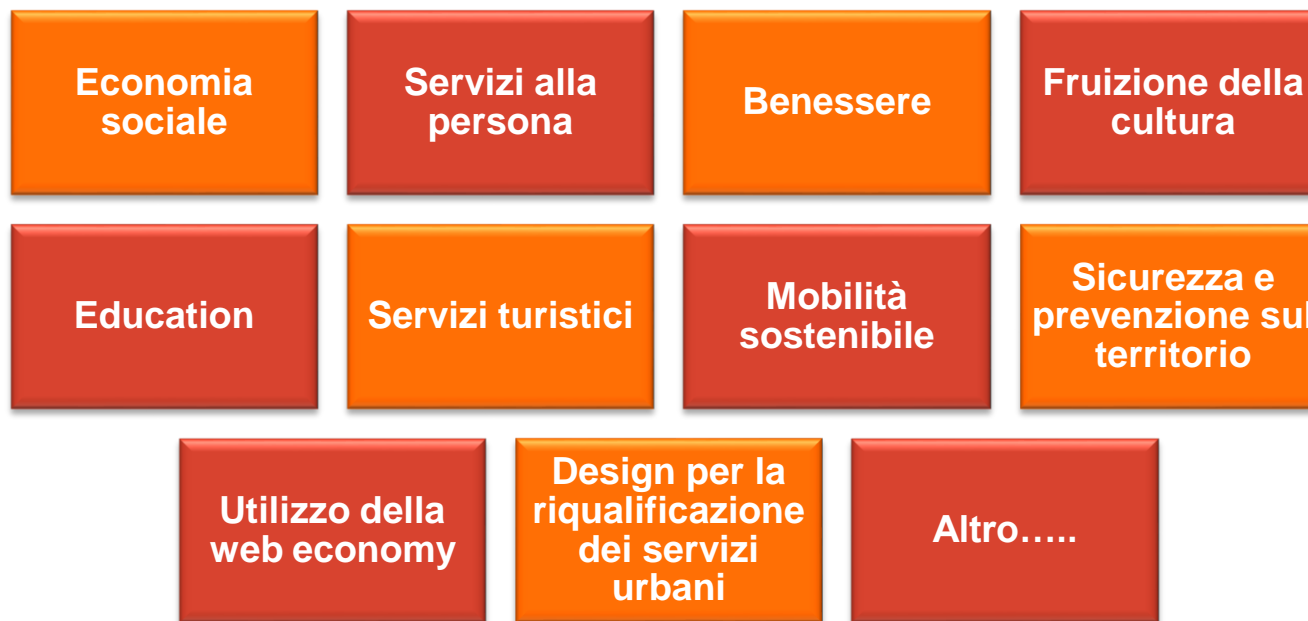 Economia
sociale
Servizi alla
persona
Benessere
Fruizione della
cultura
Education
Servizi turistici
Mobilità
sostenibile
Sicurezza e
prevenzione sul
territorio
Utilizzo della
web economy
Design per la
riqualificazione
dei servizi
urbani
Altro…..